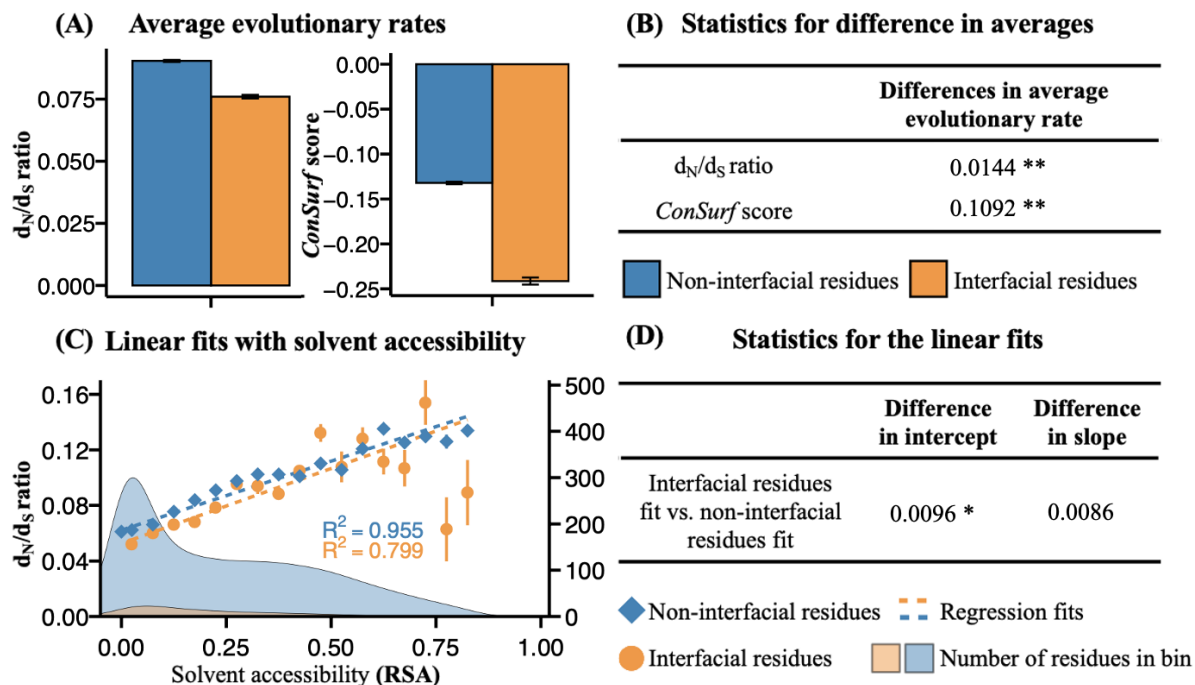 (A) Average evolutionary rates
dN/dS ratio
0.075
0.050
0.025
0.000
ConSurf score
0.00
−0.05
−0.10
−0.15
−0.20
−0.25
(B) Statistics for difference in averages
Differences in average
evolutionary rate
dN/dS ratio 0.0144 **
ConSurf score 0.1092 **
Non-interfacial residues Interfacial residues
(C) Linear fits with solvent accessibility
dN/dS ratio
0.16
0.12
0.08
0.04
0.00
500
400
300
200
100
0
R² = 0.955
R² = 0.799
0.00 0.25 0.50 0.75 1.00
Solvent accessibility (RSA)
(D) Statistics for the linear fits
Difference
in intercept
Difference
in slope
Interfacial residues
fit vs. non-interfacial
residues fit
0.0096 * 0.0086
Non-interfacial residues Regression fits
Interfacial residues Number of residues in bin